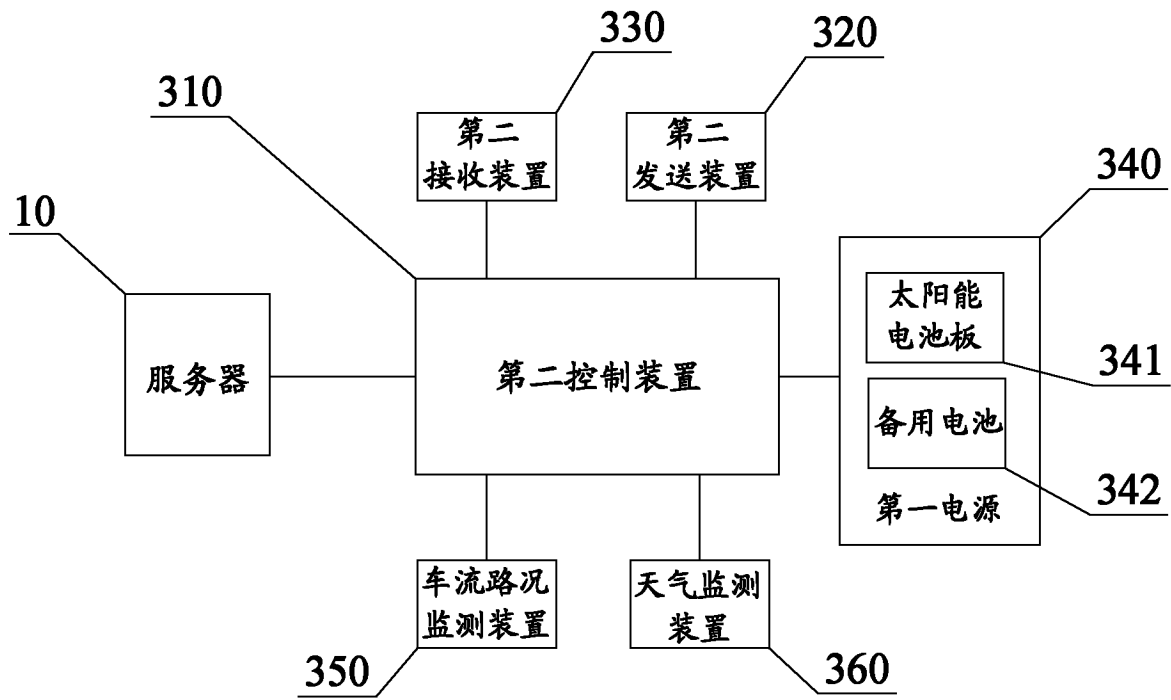 330
320
310
第二
接收装置
第二
发送装置
340
10
太阳能
电池板
341
服务器
第二控制装置
备用电池
342
第一电源
车流路况
监测装置
天气监测
装置
350
360